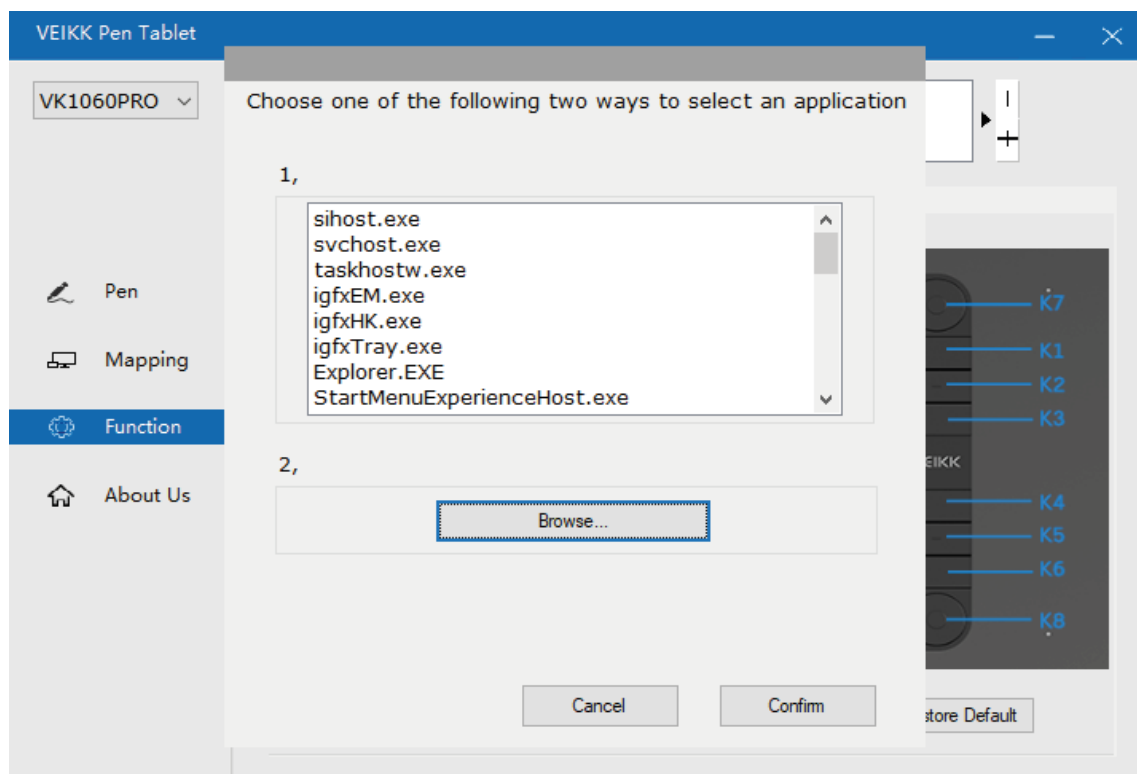 VEIKK Pen Tablet
VK1060PRO
Choose one of the following two ways to select an application
1,
sihost.exe
svchost.exe
taskhostw.exe
igfxEM.exe
igfxHK.exe
igfxTray.exe
Explorer.EXE
StartMenuExperienceHost.exe
2,
Browse...
Cancel
Confirm
Pen
Mapping
Function
About Us
K7
K1
K2
K3
EIKK
K4
K5
K6
K8
store Default